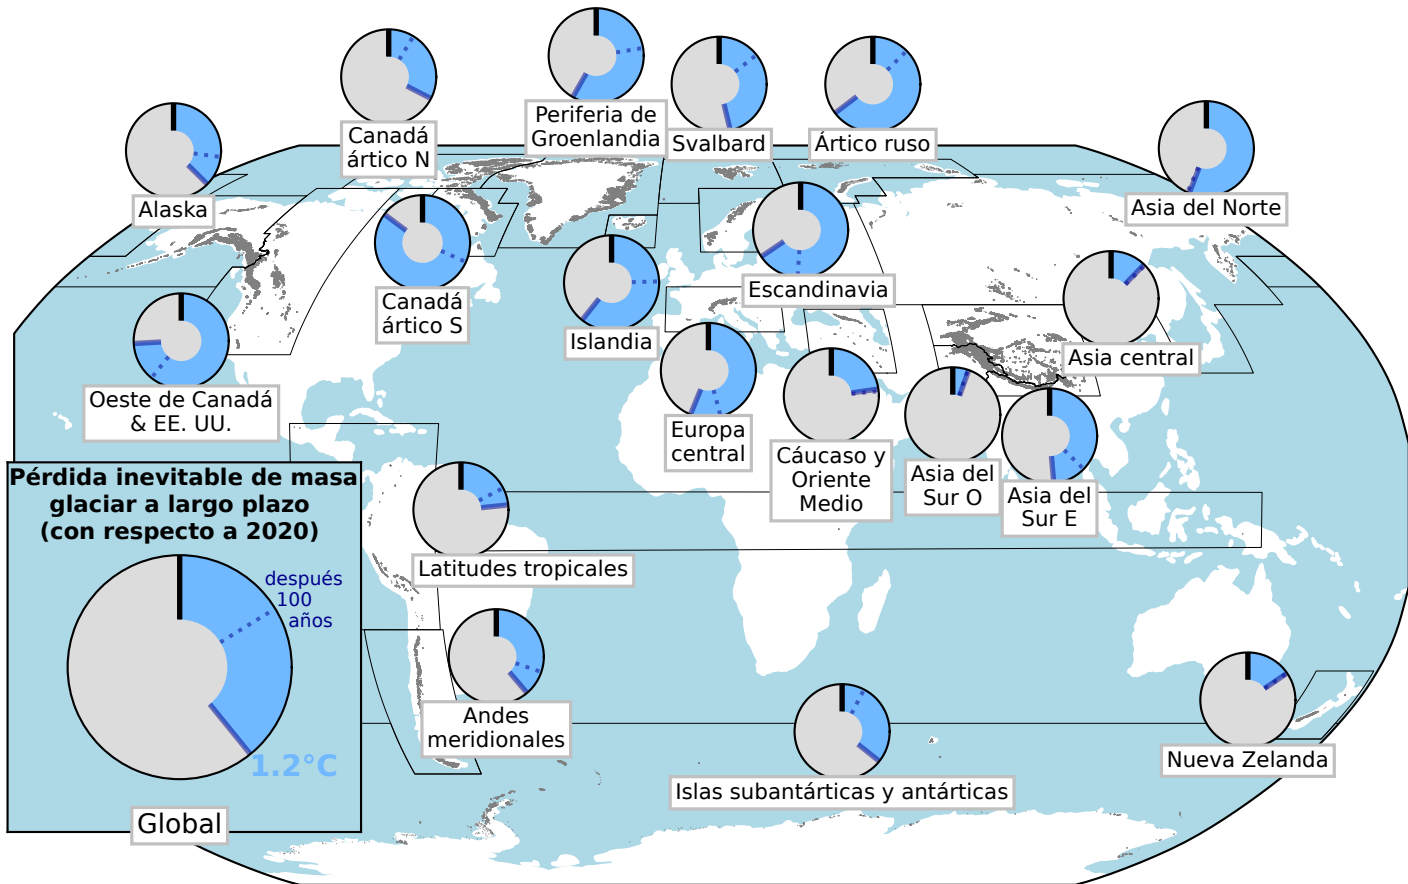 Canadá
ártico N
Periferia de
Groenlandia
Svalbard
Ártico ruso
Alaska
Asia del Norte
Canadá
ártico S
Islandia
Escandinavia
Asia central
Oeste de Canadá
& EE. UU.
Europa
central
Cáucaso y
Oriente
Medio
Asia del
Sur O
Asia del
Sur E
Pérdida inevitable de masa
glaciar a largo plazo
(con respecto a 2020)
después
100
años
1.2°C
Global
Latitudes tropicales
Andes
meridionales
Islas subantárticas y antárticas
Nueva Zelanda